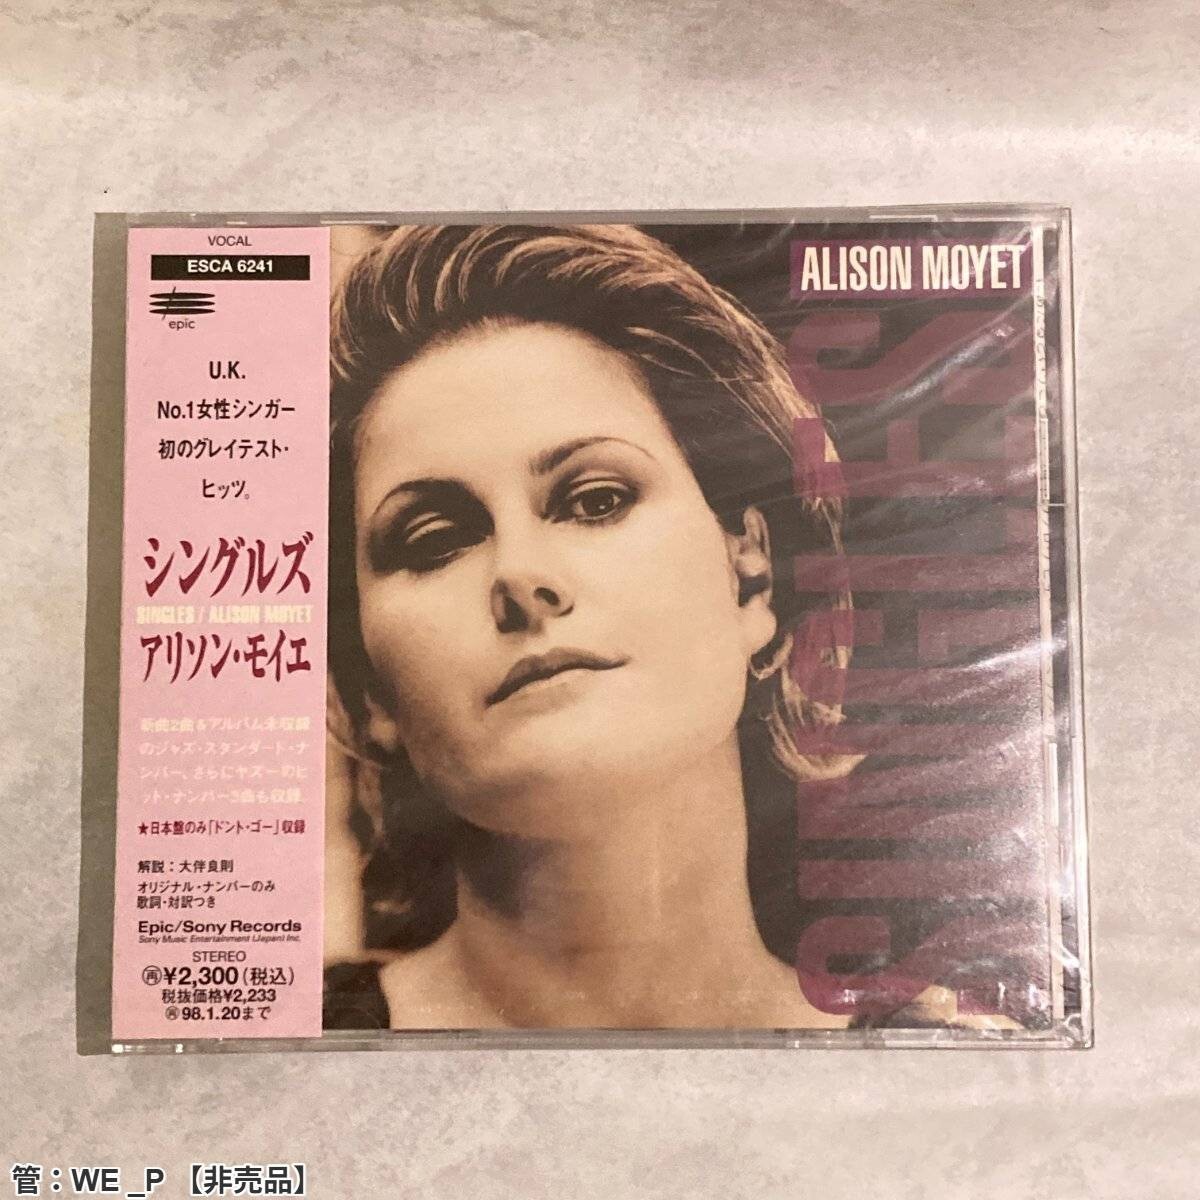 VOCAL
ESCA 6241
epic
U.K.
No.1女性シンガー
初のグレイテスト・
ヒッツ。
シングルズ
SINGLES / ALISON MOYET
アリソン・モイエ
新曲2曲&アルバム未収録
のジャズ・スタンダード・ナ
ンバー、さらにヤズーのヒ
ット・ナンバー3曲も収録。
★日本盤のみ「ドント・ゴー」収録
解説：大伴良則
オリジナル・ナンバーのみ
歌詞・対訳つき
Epic/Sony Records
Sony Music Entertainment (Japan) Inc.
STEREO
㊢¥2,300(税込)
税抜価格¥2,233
㊢98.1.20まで
ALISON MOYET
SINGLES
管：WE _P 【非売品】